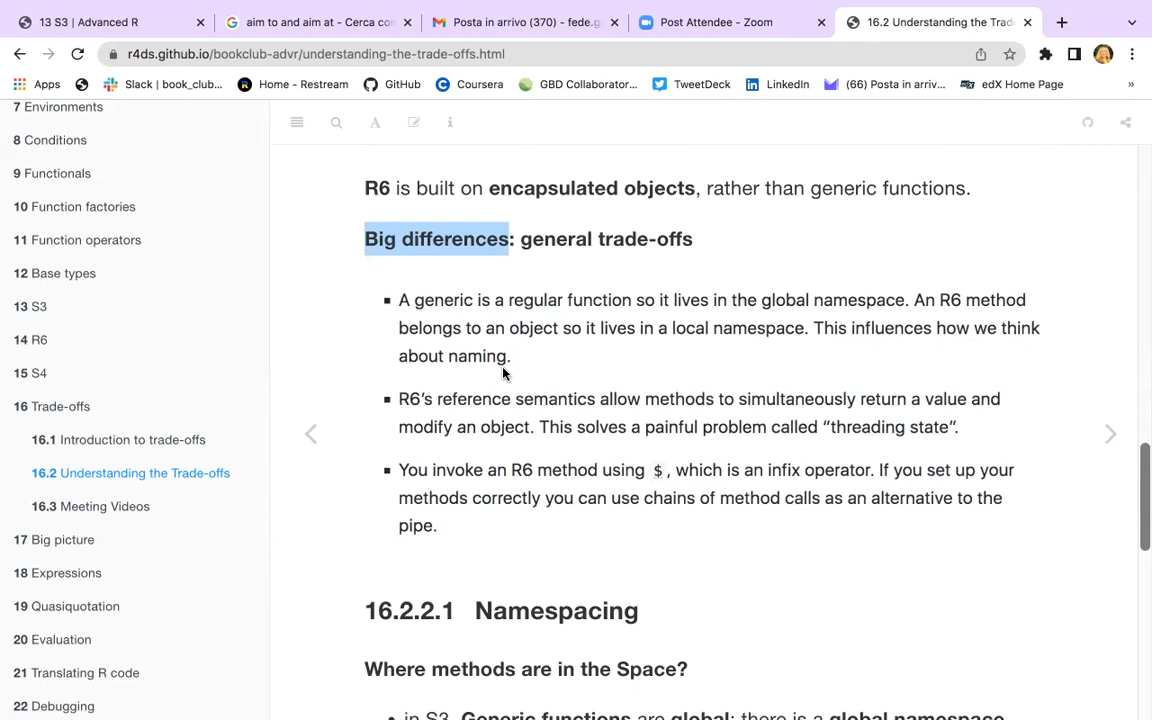 13 S3 | Advanced R
aim to and aim at - Cerca co
Posta in arrivo (370) - fede.g
Post Attendee - Zoom
16.2 Understanding the Trad
r4ds.github.io/bookclub-advr/understanding-the-trade-offs.html
Apps
Slack | book_club...
Home - Restream
GitHub
Coursera
GBD Collaborator...
TweetDeck
LinkedIn
(66) Posta in arriv...
edX Home Page
»
7 Environments
8 Conditions
9 Functionals
10 Function factories
11 Function operators
12 Base types
13 S3
14 R6
15 S4
16 Trade-offs
16.1 Introduction to trade-offs
16.2 Understanding the Trade-offs
16.3 Meeting Videos
17 Big picture
18 Expressions
19 Quasiquotation
20 Evaluation
21 Translating R code
22 Debugging
R6 is built on encapsulated objects, rather than generic functions.
Big differences: general trade-offs
A generic is a regular function so it lives in the global namespace. An R6 method
belongs to an object so it lives in a local namespace. This influences how we think
about naming.
R6’s reference semantics allow methods to simultaneously return a value and
modify an object. This solves a painful problem called “threading state”.
You invoke an R6 method using $, which is an infix operator. If you set up your
methods correctly you can use chains of method calls as an alternative to the
pipe.
16.2.2.1 Namespacing
Where methods are in the Space?
in S3, Generic functions are global: there is a global namespace